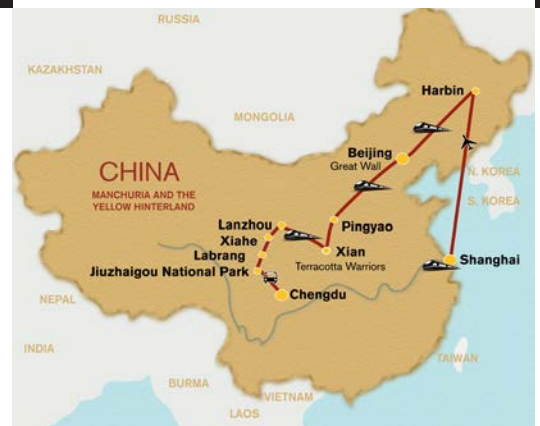 RUSSIA
KAZAKHSTAN
MONGOLIA
Harbin
Beijing
Great Wall
CHINA
MANCHURIA AND THE
YELLOW HINTERLAND
N. KOREA
S. KOREA
Lanzhou
Pingyao
Xiahe
Labrang
Xian
Terracotta Warriors
Shanghai
Jiuzhaigou National Park
Chengdu
NEPAL
INDIA
TAIWAN
BURMA
VIETNAM
LAOS